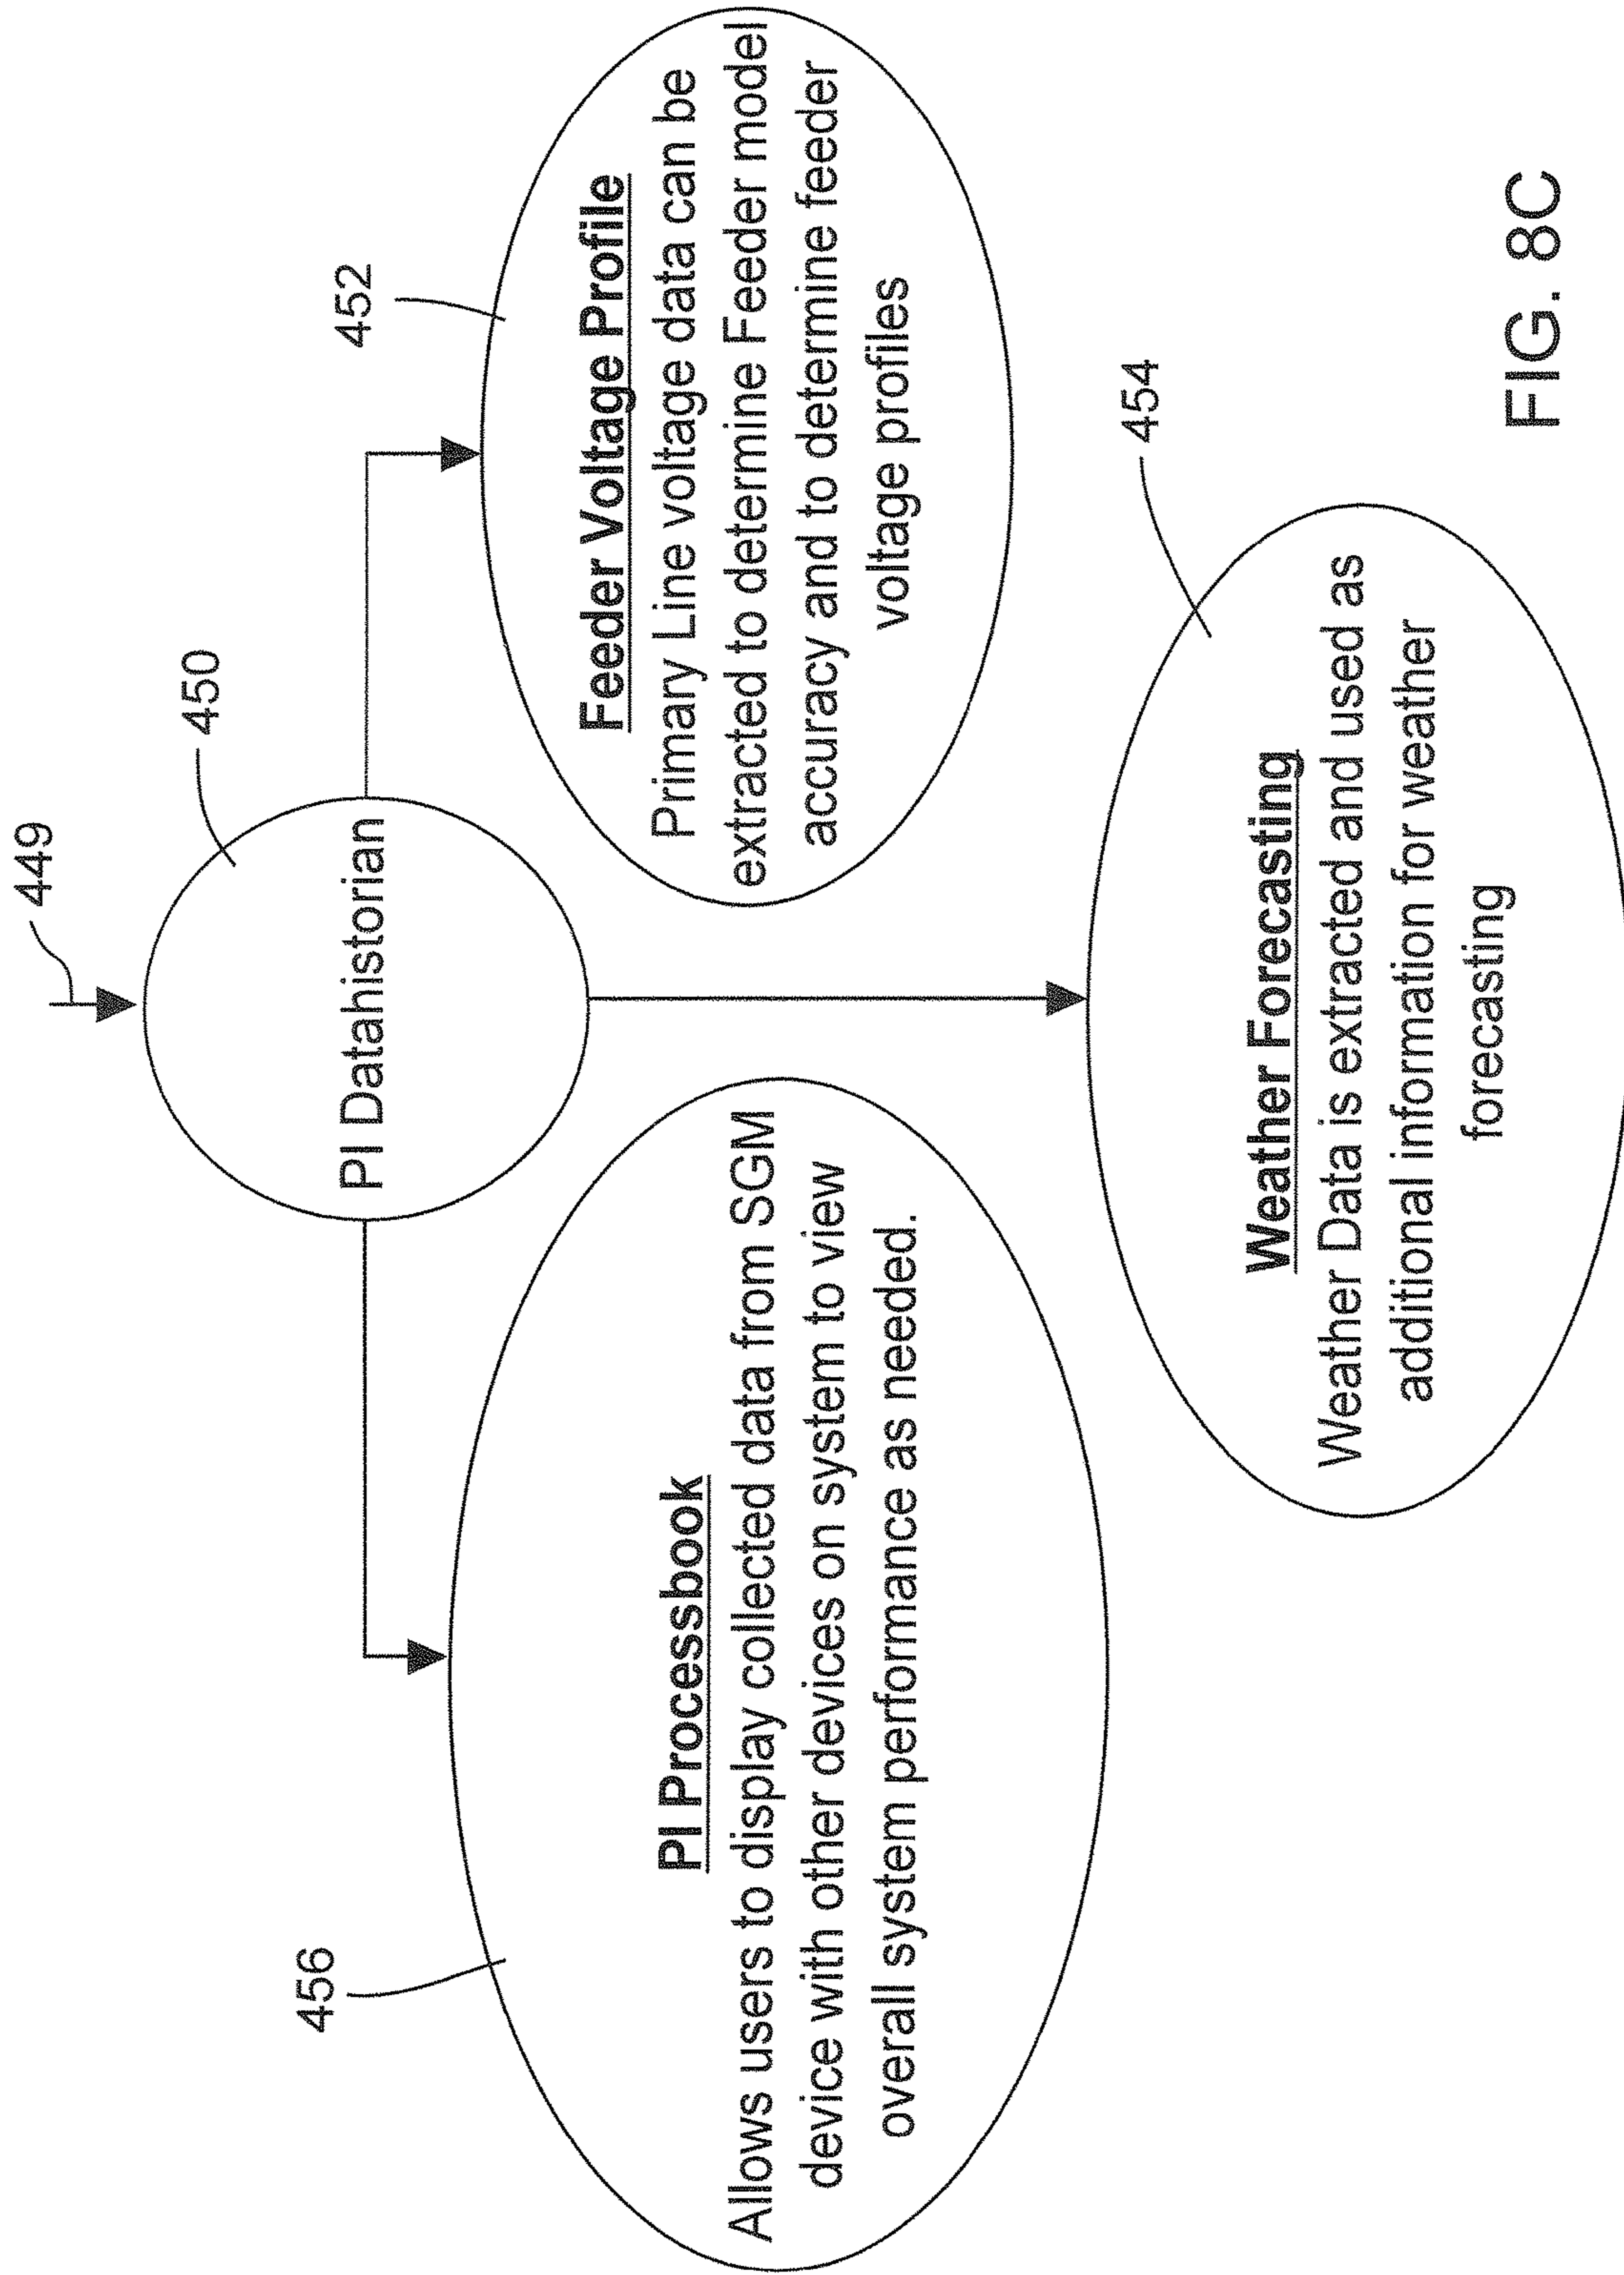 449
450
PI Datahistorian
456
PI Processbook
Allows users to display collected data from SGM
device with other devices on system to view
overall system performance as needed.
452
Feeder Voltage Profile
Primary Line voltage data can be
extracted to determine Feeder model
accuracy and to determine feeder
voltage profiles
454
Weather Forecasting
Weather Data is extracted and used as
additional information for weather
forecasting
FIG. 8C